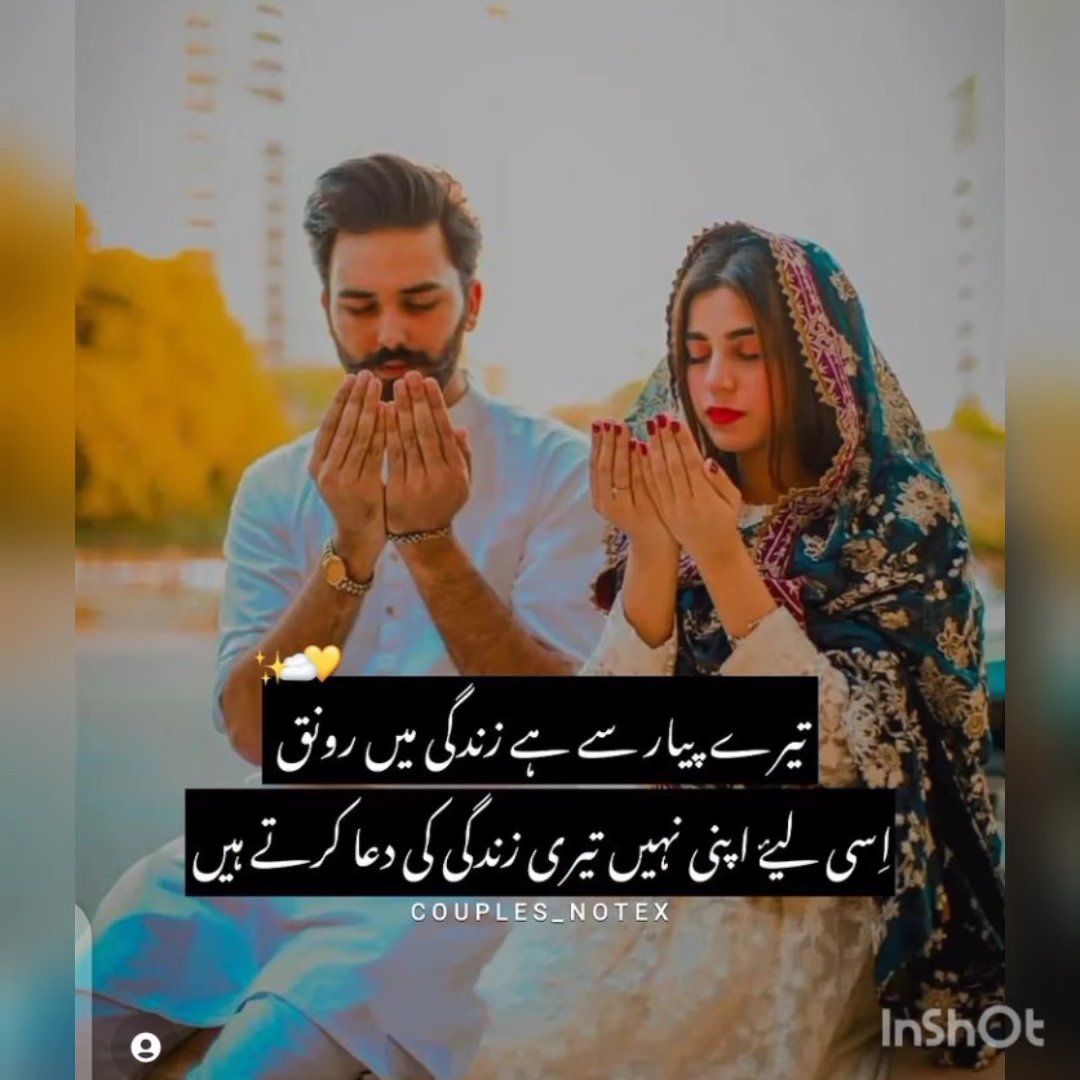 تیرے پیار سے ہے زندگی میں رونق
اِسی لیئے اپنی نہیں تیری زندگی کی دعا کرتے ہیں
COUPLES_NOTEX
InShOt